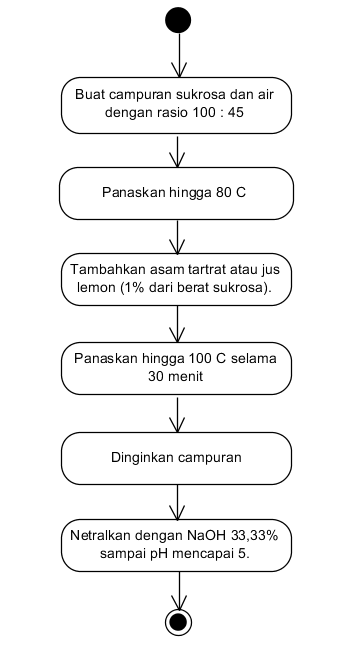 Buat campuran sukrosa dan air
dengan rasio 100 : 45
Panaskan hingga 80 C
Tambahkan asam tartrat atau jus
lemon (1% dari berat sukrosa).
Panaskan hingga 100 C selama
30 menit
Dinginkan campuran
Netralkan dengan NaOH 33,33%
sampai pH mencapai 5.